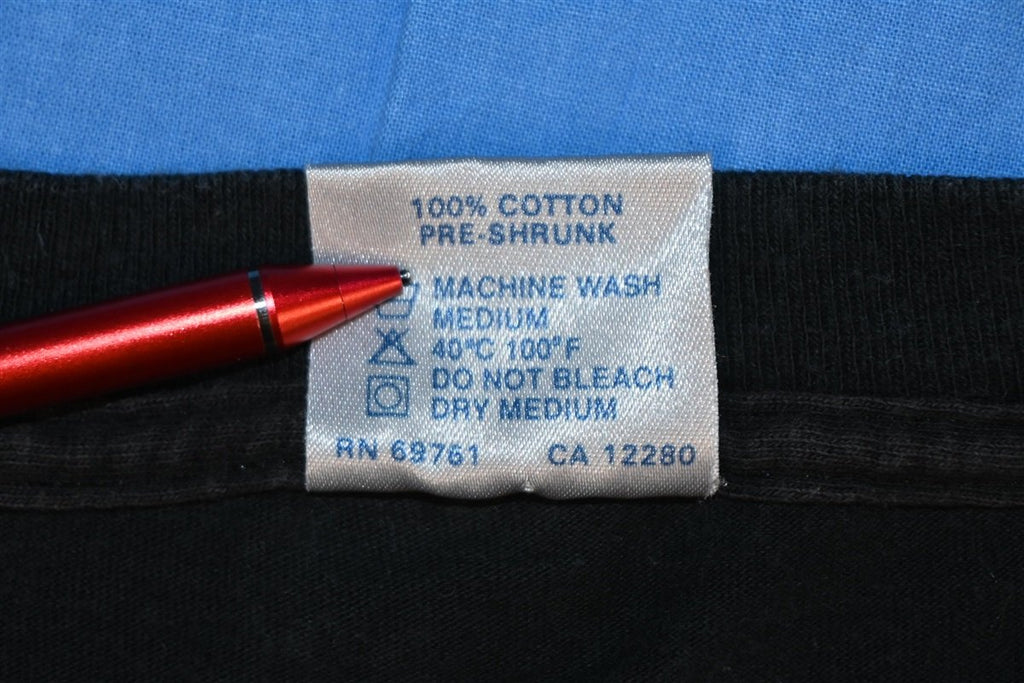 100% COTTON
PRE-SHRUNK
MACHINE WASH
MEDIUM
40°C 100°F
DO NOT BLEACH
DRY MEDIUM
RN 69761 CA 12280